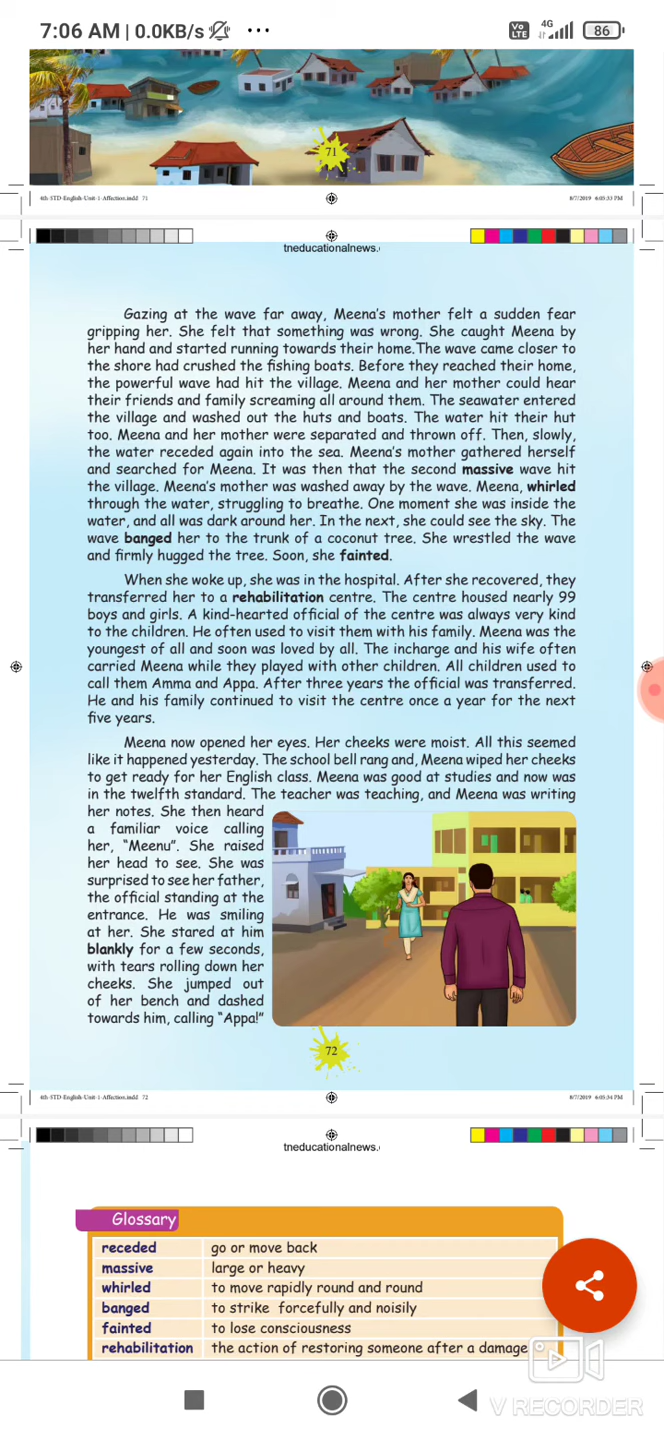 7:06 AM | 0.0KB/s
Vo LTE 4G 86
71
4th-STD-English-Unit-1-Affection.indd 71
8/7/2019 6:05:33 PM
tneducationalnews.
Gazing at the wave far away, Meena's mother felt a sudden fear
gripping her. She felt that something was wrong. She caught Meena by
her hand and started running towards their home.The wave came closer to
the shore had crushed the fishing boats. Before they reached their home,
the powerful wave had hit the village. Meena and her mother could hear
their friends and family screaming all around them. The seawater entered
the village and washed out the huts and boats. The water hit their hut
too. Meena and her mother were separated and thrown off. Then, slowly,
the water receded again into the sea. Meena's mother gathered herself
and searched for Meena. It was then that the second massive wave hit
the village. Meena's mother was washed away by the wave. Meena, whirled
through the water, struggling to breathe. One moment she was inside the
water, and all was dark around her. In the next, she could see the sky. The
wave banged her to the trunk of a coconut tree. She wrestled the wave
and firmly hugged the tree. Soon, she fainted.
When she woke up, she was in the hospital. After she recovered, they
transferred her to a rehabilitation centre. The centre housed nearly 99
boys and girls. A kind-hearted official of the centre was always very kind
to the children. He often used to visit them with his family. Meena was the
youngest of all and soon was loved by all. The incharge and his wife often
carried Meena while they played with other children. All children used to
call them Amma and Appa. After three years the official was transferred.
He and his family continued to visit the centre once a year for the next
five years.
Meena now opened her eyes. Her cheeks were moist. All this seemed
like it happened yesterday. The school bell rang and, Meena wiped her cheeks
to get ready for her English class. Meena was good at studies and now was
in the twelfth standard. The teacher was teaching, and Meena was writing
her notes. She then heard
a familiar voice calling
her, “Meenu”. She raised
her head to see. She was
surprised to see her father,
the official standing at the
entrance. He was smiling
at her. She stared at him
blankly for a few seconds,
with tears rolling down her
cheeks. She jumped out
of her bench and dashed
towards him, calling “Appa!”
72
4th-STD-English-Unit-1-Affection.indd 72
8/7/2019 6:05:34 PM
tneducationalnews.
Glossary
receded go or move back
massive large or heavy
whirled to move rapidly round and round
banged to strike forcefully and noisily
fainted to lose consciousness
rehabilitation the action of restoring someone after a damage
V RECORDER